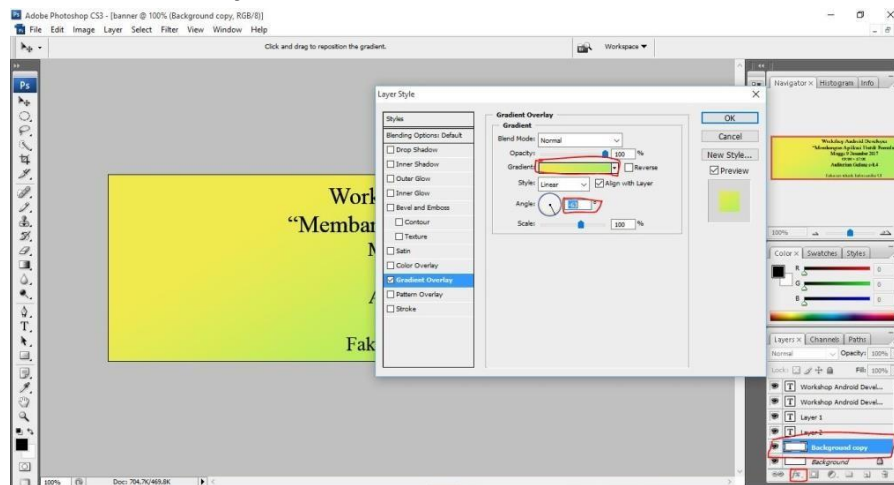 Adobe Photoshop CS3 - [banner @ 100% (Background copy, RGB/8)]
File Edit Image Layer Select Filter View Window Help
Click and drag to reposition the gradient.
Workspace
Ps
Work
"Membar
Fak
Layer Style
Styles
Blending Options: Default
Drop Shadow
Inner Shadow
Outer Glow
Inner Glow
Bevel and Emboss
Contour
Texture
Satin
Color Overlay
Gradient Overlay
Pattern Overlay
Stroke
Gradient Overlay
Gradient
Blend Mode: Normal
Opacity: 100 %
Gradient: Reverse
Style: Linear Align with Layer
Angle: °
Scale: 100 %
OK
Cancel
New Style...
Preview
Navigator × Histogram Info
100%
Color × Swatches Styles
R 0
G 0
B 0
Layers × Channels Paths
Normal Opacity: 100%
Lock: Fill: 100%
T Workshop Android Devel...
T Workshop Android Devel...
T Layer 1
T Layer 2
Background copy
Background
fx
100% Doc: 704,7K/469,8K